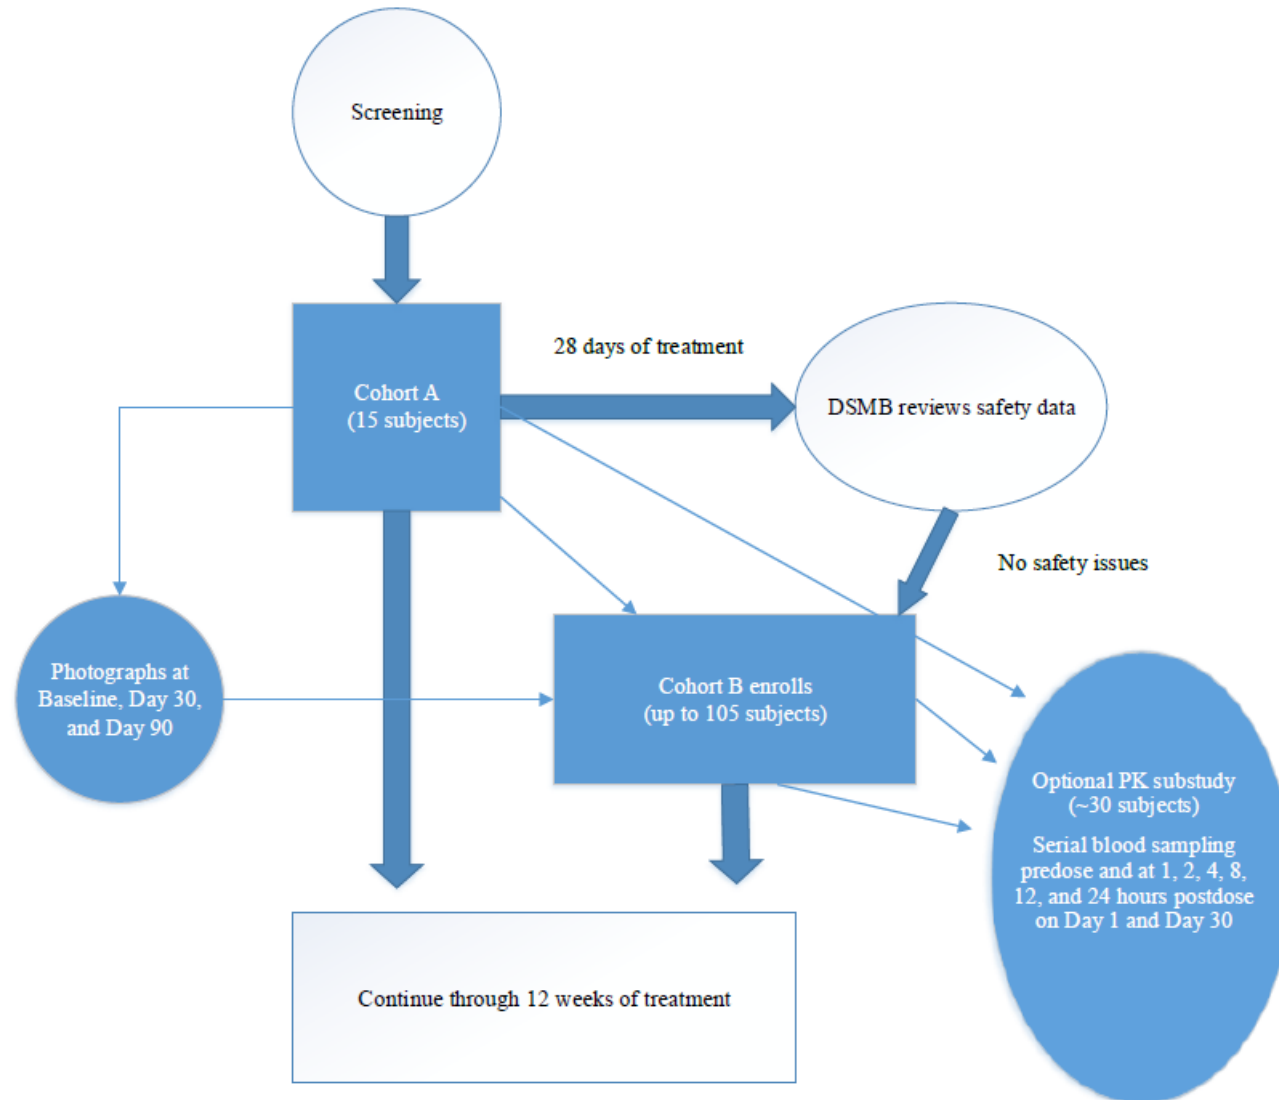 Screening
28 days of treatment
Cohort A
(15 subjects)
DSMB reviews safety data
No safety issues
Photographs at
Baseline, Day 30,
and Day 90
Cohort B enrolls
(up to 105 subjects)
Optional PK substudy
(~30 subjects)
Serial blood sampling
predose and at 1, 2, 4, 8,
12, and 24 hours postdose
on Day 1 and Day 30
Continue through 12 weeks of treatment